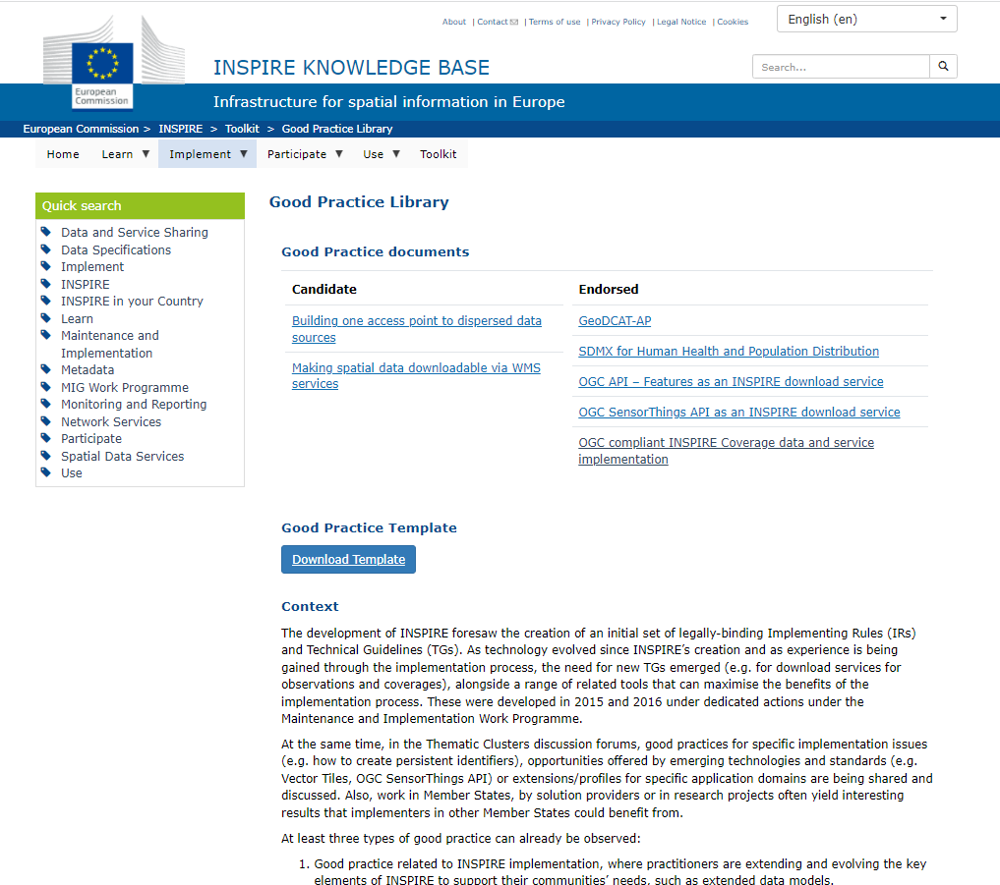 About | Contact | Terms of use | Privacy Policy | Legal Notice | Cookies
English (en)
INSPIRE KNOWLEDGE BASE
Search...
European
Commission
Infrastructure for spatial information in Europe
European Commission > INSPIRE > Toolkit > Good Practice Library
Home Learn ▼ Implement ▼ Participate ▼ Use ▼ Toolkit
Quick search
Data and Service Sharing
Data Specifications
Implement
INSPIRE
INSPIRE in your Country
Learn
Maintenance and
Implementation
Metadata
MIG Work Programme
Monitoring and Reporting
Network Services
Participate
Spatial Data Services
Use
Good Practice Library
Good Practice documents
Candidate
Building one access point to dispersed data
sources
Making spatial data downloadable via WMS
services
Endorsed
GeoDCAT-AP
SDMX for Human Health and Population Distribution
OGC API – Features as an INSPIRE download service
OGC SensorThings API as an INSPIRE download service
OGC compliant INSPIRE Coverage data and service
implementation
Good Practice Template
Download Template
Context
The development of INSPIRE foresaw the creation of an initial set of legally-binding Implementing Rules (IRs)
and Technical Guidelines (TGs). As technology evolved since INSPIRE’s creation and as experience is being
gained through the implementation process, the need for new TGs emerged (e.g. for download services for
observations and coverages), alongside a range of related tools that can maximise the benefits of the
implementation process. These were developed in 2015 and 2016 under dedicated actions under the
Maintenance and Implementation Work Programme.
At the same time, in the Thematic Clusters discussion forums, good practices for specific implementation issues
(e.g. how to create persistent identifiers), opportunities offered by emerging technologies and standards (e.g.
Vector Tiles, OGC SensorThings API) or extensions/profiles for specific application domains are being shared and
discussed. Also, work in Member States, by solution providers or in research projects often yield interesting
results that implementers in other Member States could benefit from.
At least three types of good practice can already be observed:
1. Good practice related to INSPIRE implementation, where practitioners are extending and evolving the key
elements of INSPIRE to support their communities’ needs, such as extended data models.